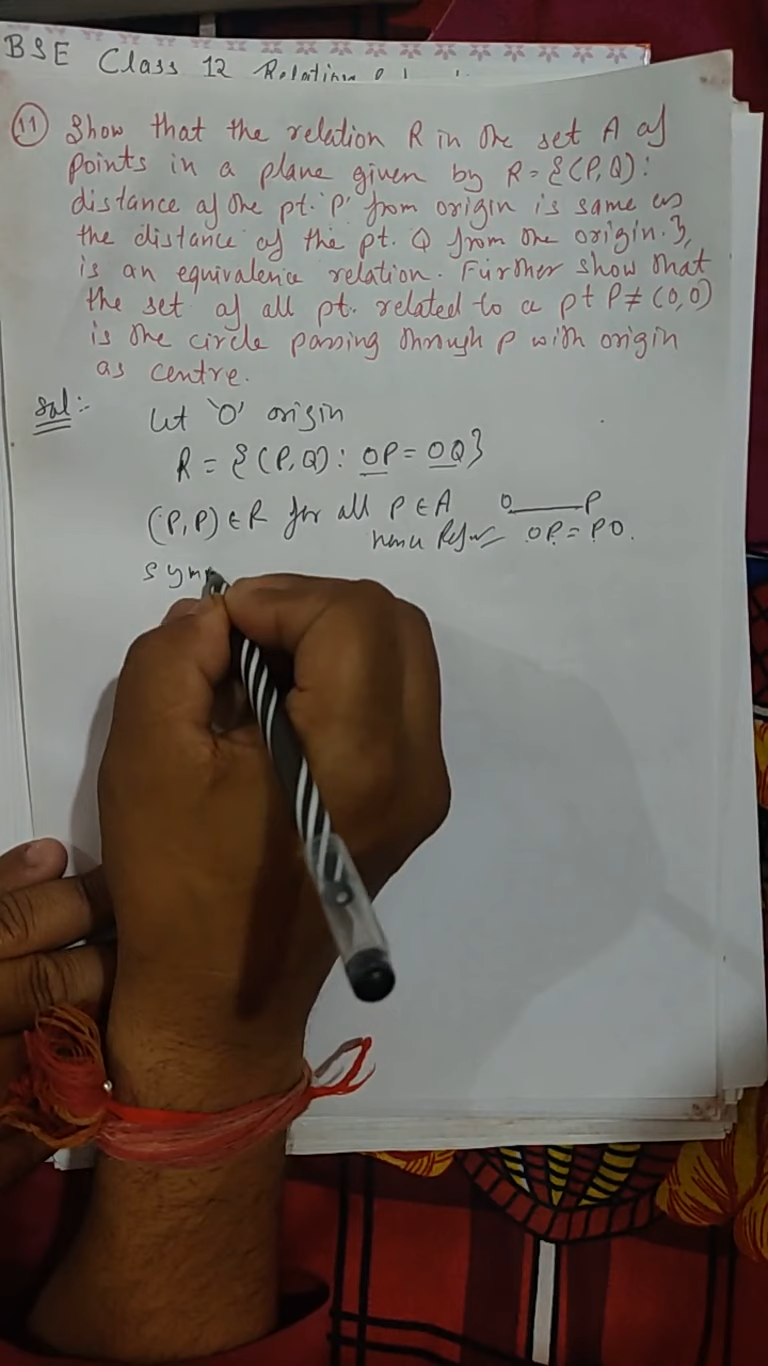 BSE Class 12 Relation
11 Show that the relation R in the set A of
points in a plane given by R = {(P, Q) :
distance of the pt. 'P' from origin is same as
the distance of the pt. Q from the origin.},
is an equivalence relation. Further show that
the set of all pt. related to a pt P ≠ (0,0)
is the circle passing through P with origin
as centre.
Sol:-
Let 'O' origin
R = {(P, Q) : OP = OQ}
(P, P) ∈ R for all P ∈ A O P
hence OP = PO.
Sym